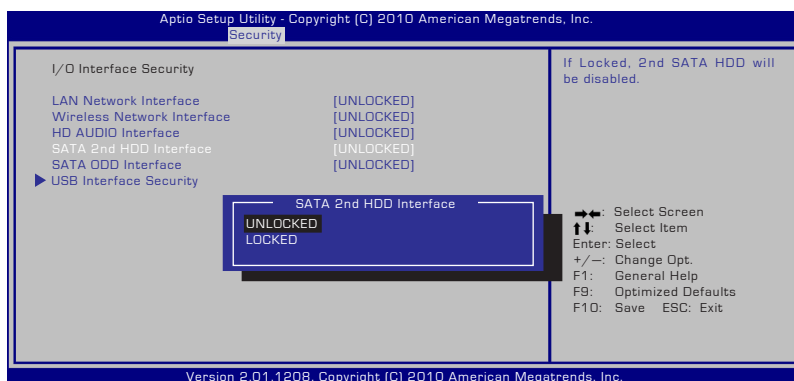 Aptio Setup Utility - Copyright (C) 2010 American Megatrends, Inc.
Security
I/O Interface Security
LAN Network Interface [UNLOCKED]
Wireless Network Interface [UNLOCKED]
HD AUDIO Interface [UNLOCKED]
SATA 2nd HDD Interface [UNLOCKED]
SATA ODD Interface [UNLOCKED]
USB Interface Security
SATA 2nd HDD Interface
UNLOCKED
LOCKED
If Locked, 2nd SATA HDD will
be disabled.
→←: Select Screen
↑↓: Select Item
Enter: Select
+/—: Change Opt.
F1: General Help
F9: Optimized Defaults
F10: Save ESC: Exit
Version 2.01.1208. Copyright (C) 2010 American Megatrends, Inc.